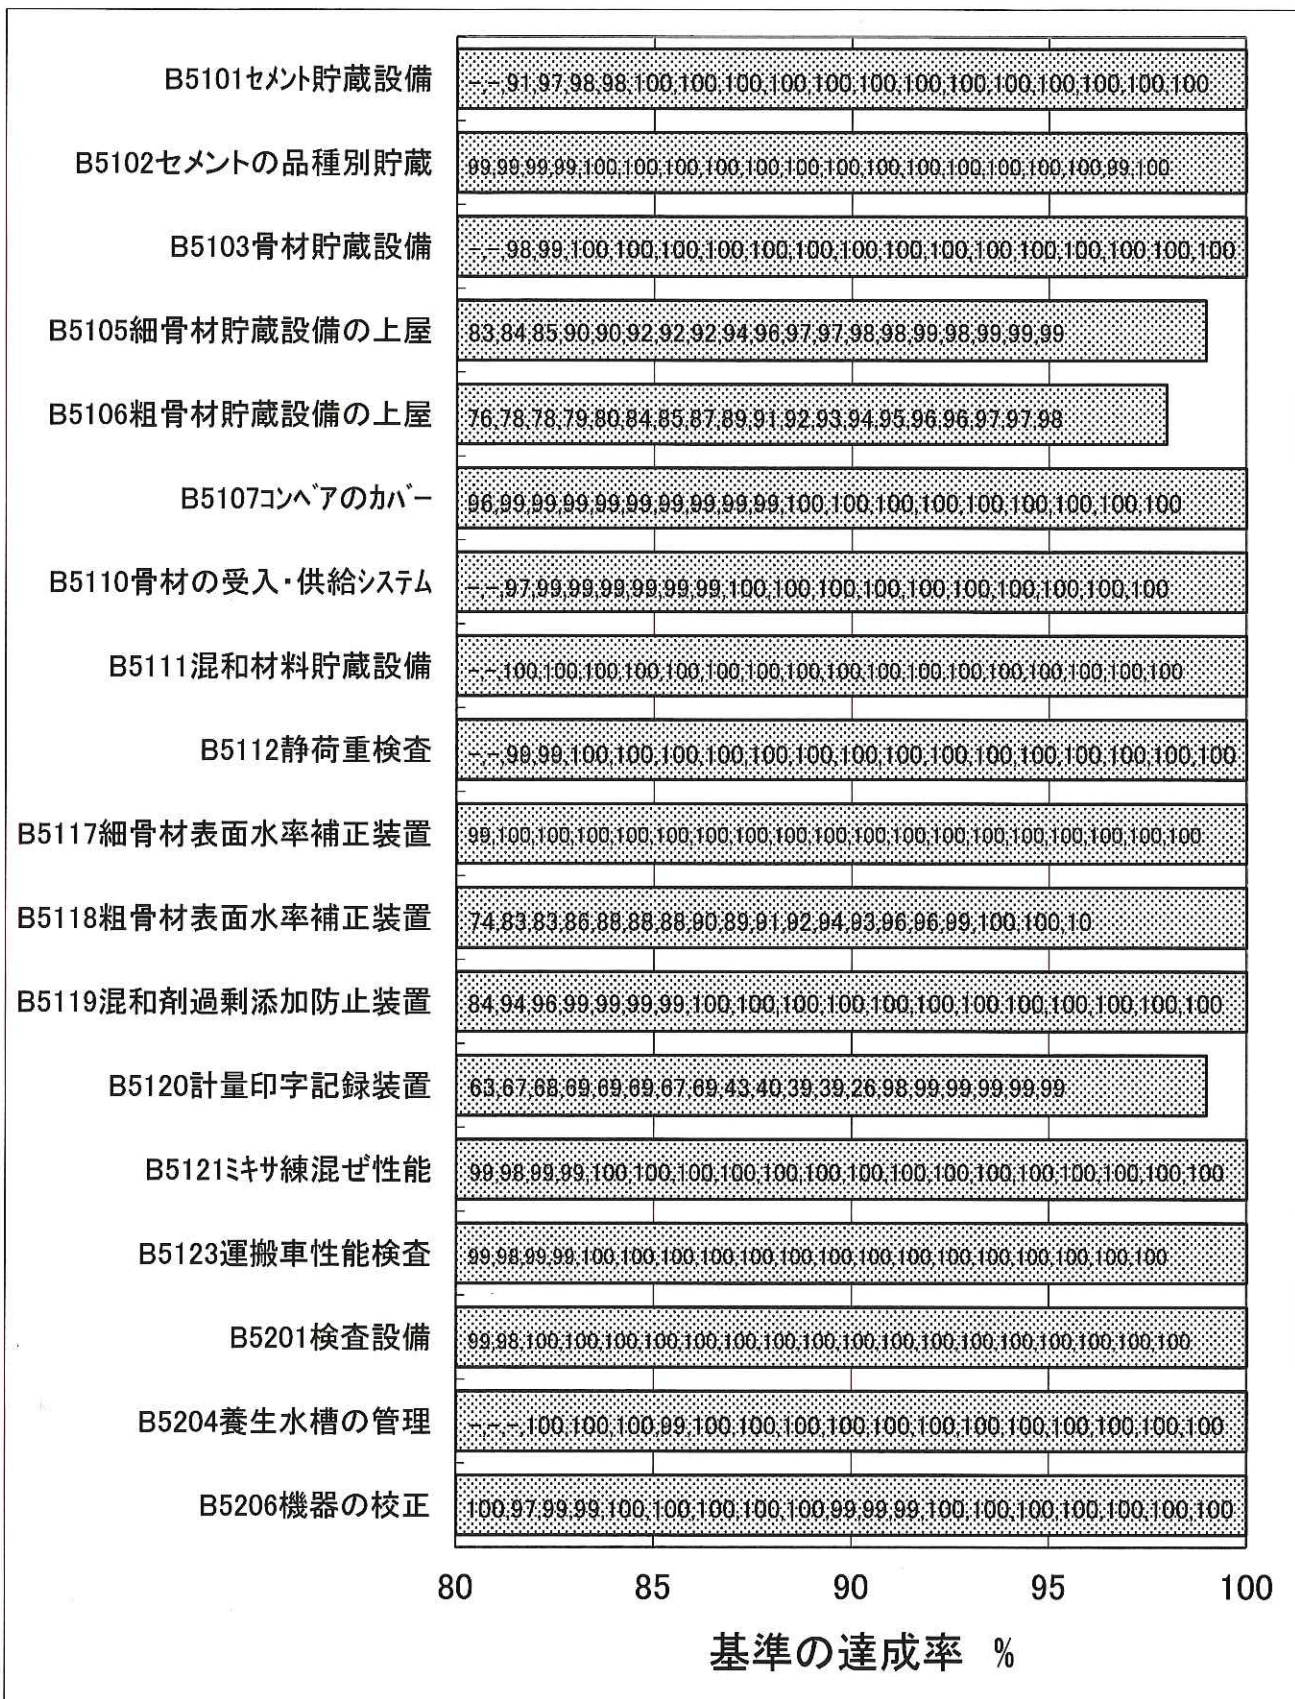 B5101セメント貯蔵設備 -,-,91,97,98,98,100,100,100,100,100,100,100,100,100,100,100,100,100
B5102セメントの品種別貯蔵 99,99,99,99,100,100,100,100,100,100,100,100,100,100,100,100,100,99,100
B5103骨材貯蔵設備 -,-,98,99,100,100,100,100,100,100,100,100,100,100,100,100,100,100,100
B5105細骨材貯蔵設備の上屋 83,84,85,90,90,92,92,92,94,96,97,97,98,98,99,98,99,99,99
B5106粗骨材貯蔵設備の上屋 76,78,78,79,80,84,85,87,89,91,92,93,94,95,96,96,97,97,98
B5107コンベアのカバー 96,99,99,99,99,99,99,99,99,99,100,100,100,100,100,100,100,100,100
B5110骨材の受入・供給システム -,-,97,99,99,99,99,99,99,100,100,100,100,100,100,100,100,100,100
B5111混和材料貯蔵設備 -,-,100,100,100,100,100,100,100,100,100,100,100,100,100,100,100,100,100
B5112静荷重検査 -,-,99,99,100,100,100,100,100,100,100,100,100,100,100,100,100,100,100
B5117細骨材表面水率補正装置 99,100,100,100,100,100,100,100,100,100,100,100,100,100,100,100,100,100,100
B5118粗骨材表面水率補正装置 74,83,83,86,88,88,88,90,89,91,92,94,93,96,96,99,100,100,10
B5119混和剤過剰添加防止装置 84,94,96,99,99,99,99,100,100,100,100,100,100,100,100,100,100,100,100
B5120計量印字記録装置 63,67,68,69,69,69,67,69,43,40,39,39,26,98,99,99,99,99,99
B5121ミキサ練混ぜ性能 99,98,99,99,100,100,100,100,100,100,100,100,100,100,100,100,100,100,100
B5123運搬車性能検査 99,98,99,99,100,100,100,100,100,100,100,100,100,100,100,100,100,100,100
B5201検査設備 99,98,100,100,100,100,100,100,100,100,100,100,100,100,100,100,100,100,100
B5204養生水槽の管理 -,-,-,100,100,100,99,100,100,100,100,100,100,100,100,100,100,100,100
B5206機器の校正 100,97,99,99,100,100,100,100,100,99,99,99,100,100,100,100,100,100,100
80 85 90 95 100
基準の達成率 %